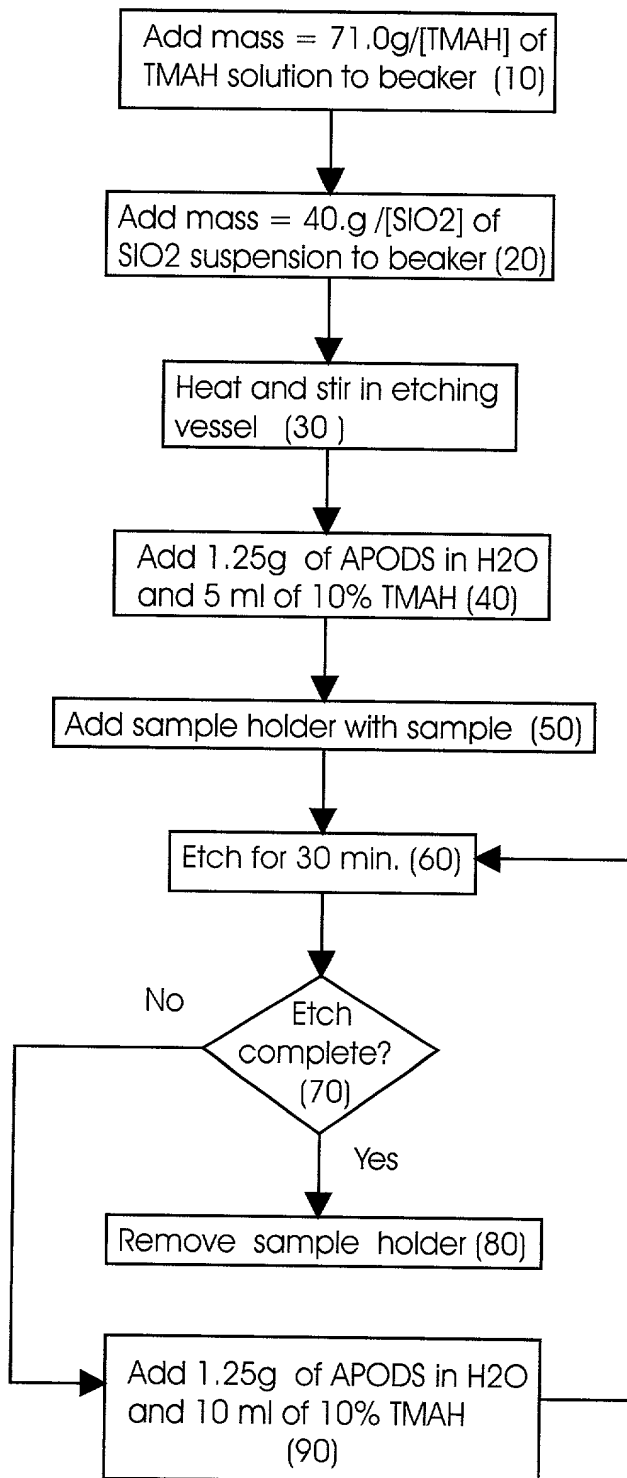 Add mass = 71.0g/[TMAH] of
TMAH solution to beaker (10)
Add mass = 40.g /[SIO2] of
SIO2 suspension to beaker (20)
Heat and stir in etching
vessel (30 )
Add 1.25g of APODS in H2O
and 5 ml of 10% TMAH (40)
Add sample holder with sample (50)
Etch for 30 min. (60)
No
Etch
complete?
(70)
Yes
Remove sample holder (80)
Add 1.25g of APODS in H2O
and 10 ml of 10% TMAH
(90)